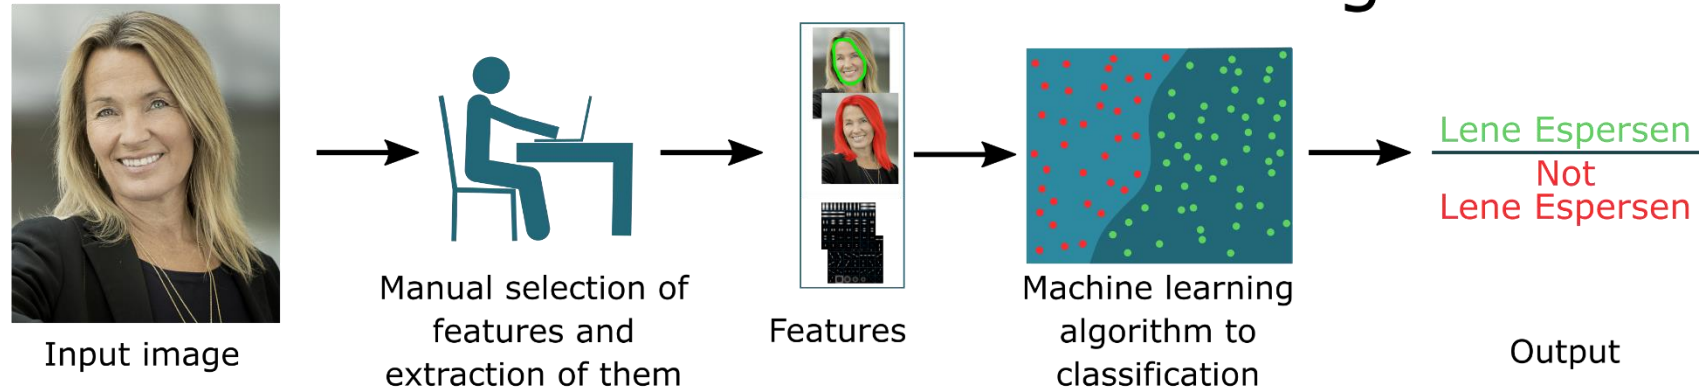 Input image
Manual selection of
features and
extraction of them
Features
Machine learning
algorithm to
classification
Lene Espersen
Not
Lene Espersen
Output